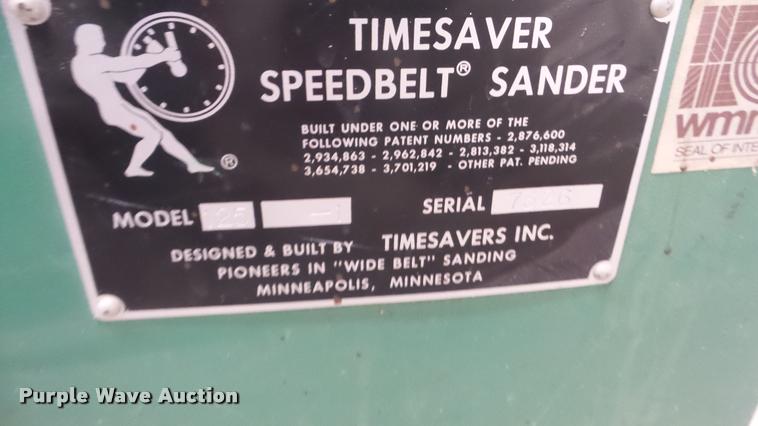 TIMESAVER
SPEEDBELT® SANDER
BUILT UNDER ONE OR MORE OF THE
FOLLOWING PATENT NUMBERS - 2,876,600
2,934,863 - 2,962,842 - 2,813,382 - 3,118,314
3,654,738 - 3,701,219 - OTHER PAT. PENDING
®
MODEL 25 -1 SERIAL
DESIGNED & BUILT BY TIMESAVERS INC.
PIONEERS IN "WIDE BELT" SANDING
MINNEAPOLIS, MINNESOTA
SEAL OF
Purple Wave Auction